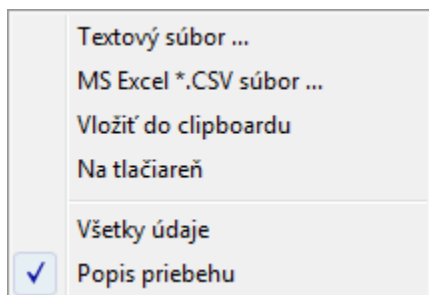 Textový súbor ...
MS Excel *.CSV súbor ...
Vložiť do clipboardu
Na tlačiareň
Všetky údaje
Popis priebehu